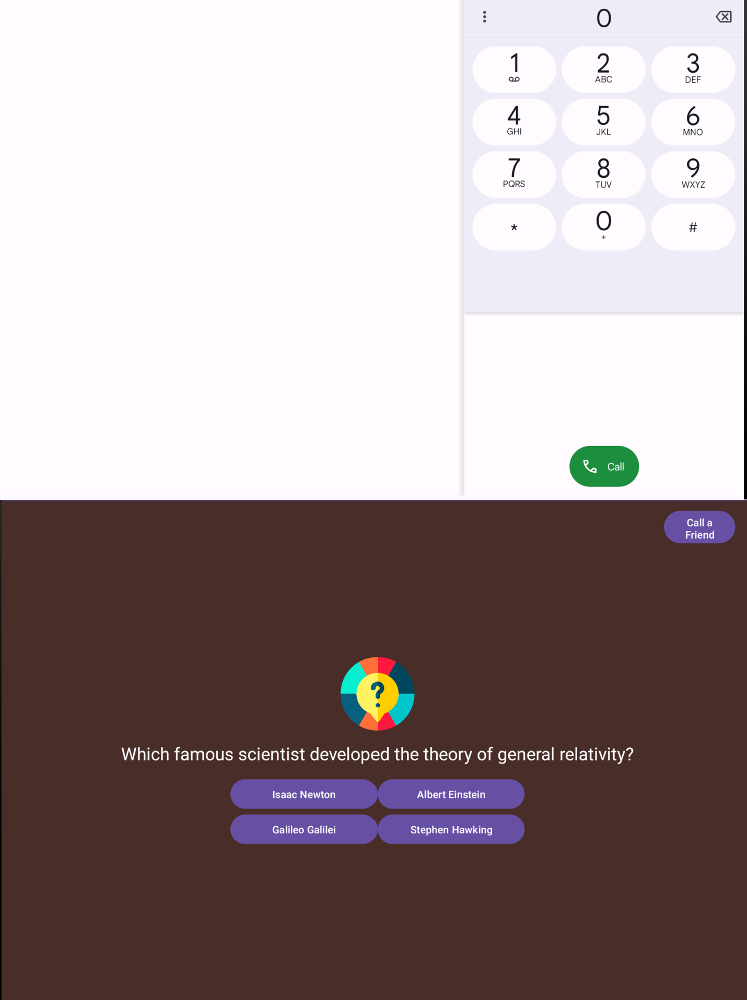 0
1 2 3
ABC DEF
4 5 6
GHI JKL MNO
7 8 9
PQRS TUV WXYZ
* 0 #
+
Call
Call a
Friend
?
Which famous scientist developed the theory of general relativity?
Isaac Newton Albert Einstein
Galileo Galilei Stephen Hawking